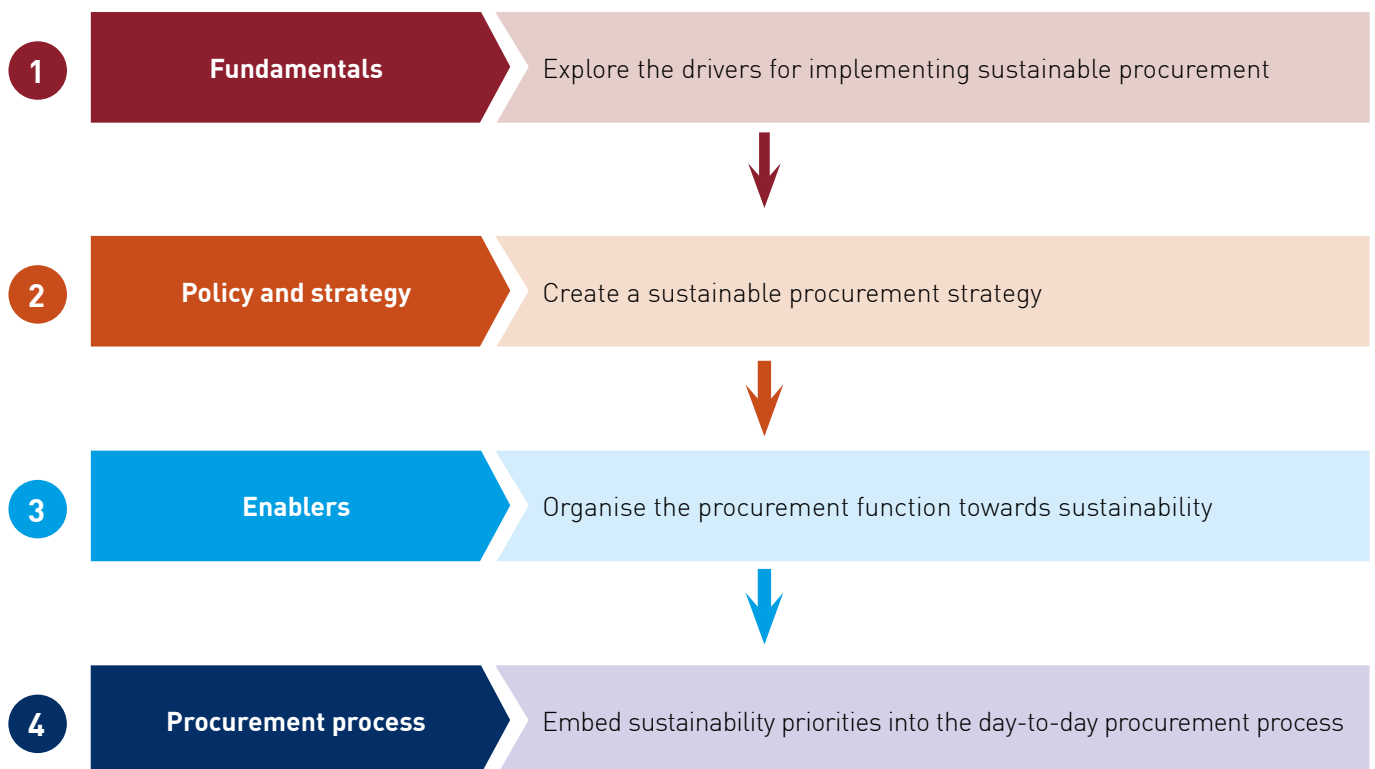 1
Fundamentals
Explore the drivers for implementing sustainable procurement
2
Policy and strategy
Create a sustainable procurement strategy
3
Enablers
Organise the procurement function towards sustainability
4
Procurement process
Embed sustainability priorities into the day-to-day procurement process